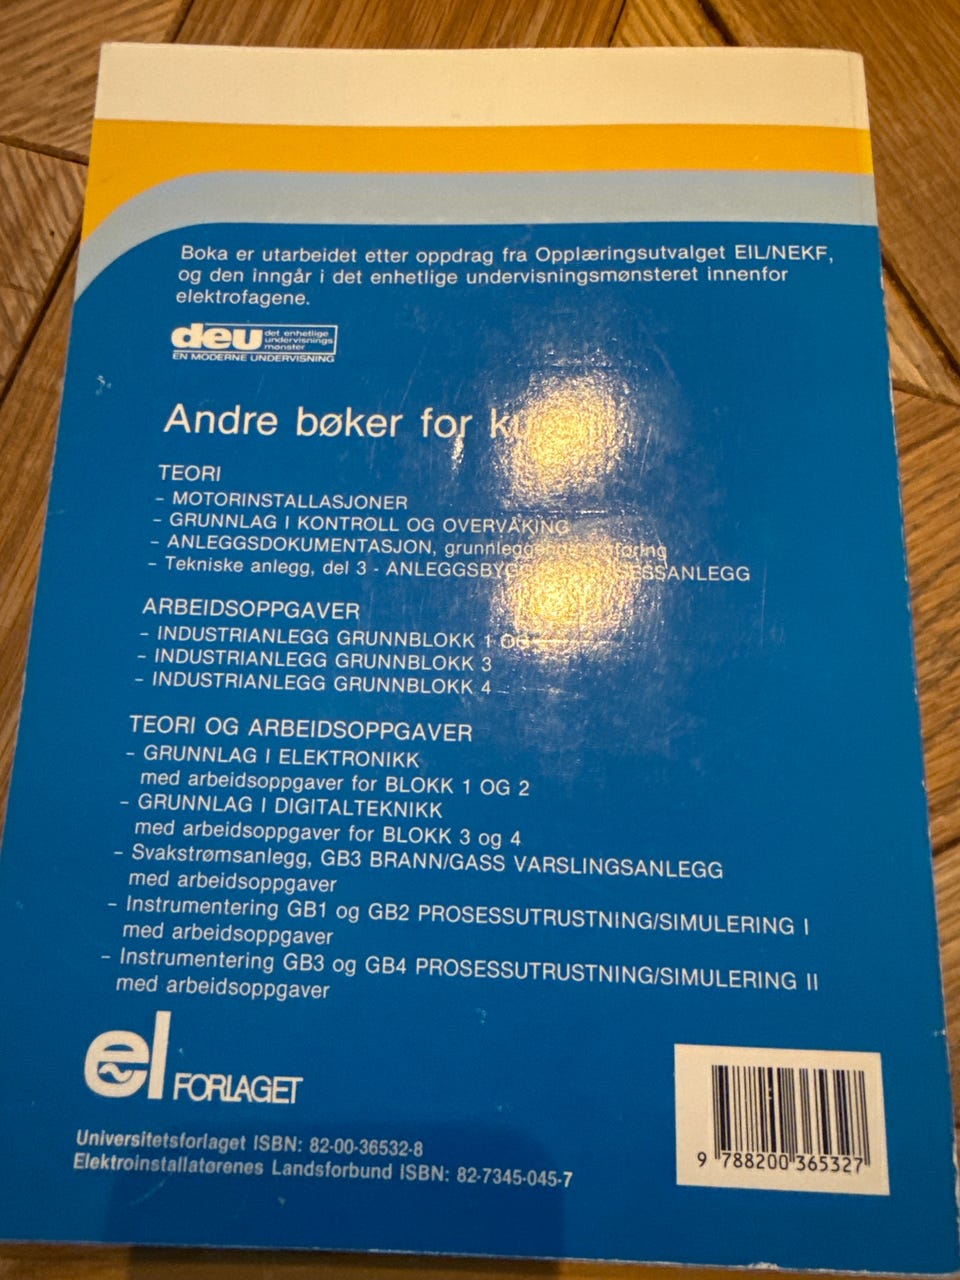 Boka er utarbeidet etter oppdrag fra Opplæringsutvalget EIL/NEKF,
og den inngår i det enhetlige undervisningsmønsteret innenfor
elektrofagene.
deu det enhetlige
undervisnings
mønster
EN MODERNE UNDERVISNING
Andre bøker for
TEORI
- MOTORINSTALLASJONER
- GRUNNLAG I KONTROLL OG OVERVÅKING
- ANLEGGSDOKUMENTASJON,
- Tekniske anlegg, del 3 -
ARBEIDSOPPGAVER
- INDUSTRIANLEGG GRUNNBLOKK 1 OG
- INDUSTRIANLEGG GRUNNBLOKK 3
- INDUSTRIANLEGG GRUNNBLOKK 4
TEORI OG ARBEIDSOPPGAVER
- GRUNNLAG I ELEKTRONIKK
med arbeidsoppgaver for BLOKK 1 OG 2
- GRUNNLAG I DIGITALTEKNIKK
med arbeidsoppgaver for BLOKK 3 og 4
- Svakstrømsanlegg, GB3 BRANN/GASS VARSLINGSANLEGG
med arbeidsoppgaver
- Instrumentering GB1 og GB2 PROSESSUTRUSTNING/SIMULERING I
med arbeidsoppgaver
- Instrumentering GB3 og GB4 PROSESSUTRUSTNING/SIMULERING II
med arbeidsoppgaver
el FORLAGET
Universitetsforlaget ISBN: 82-00-36532-8
Elektroinstallatørenes Landsforbund ISBN: 82-7345-045-7
9 788200 365327